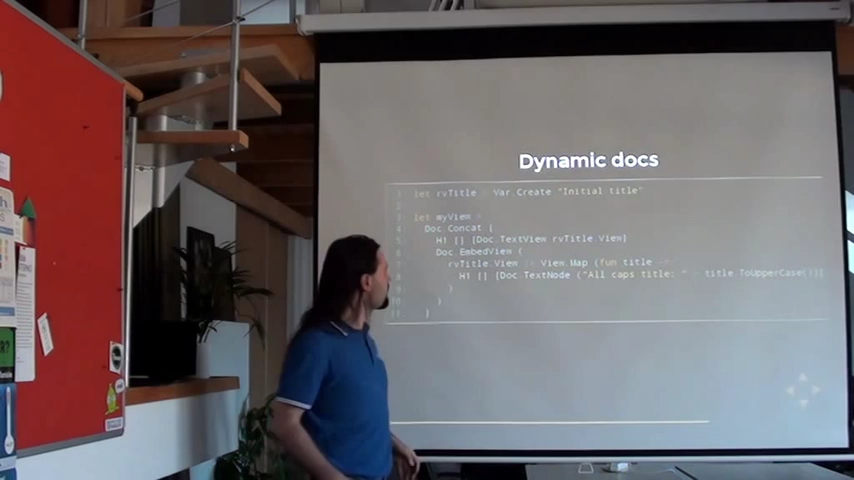 Dynamic docs
1 let rvTitle = Var.Create "Initial title"
2
3 let myView =
4 Doc.Concat [
5 H1 [] [Doc.TextView rvTitle.View]
6 Doc.EmbedView (
7 rvTitle.View |> View.Map (fun title ->
8 H1 [] [Doc.TextNode ("All caps title: " + title.ToUpperCase())]
9 )
10 )
11 ]